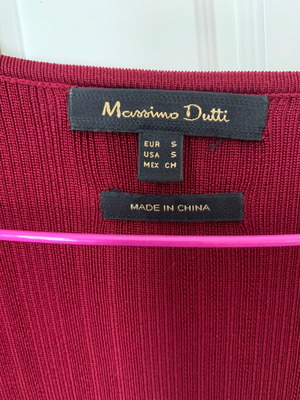 Massimo Dutti
EUR S
USA S
MEX CH
MADE IN CHINA